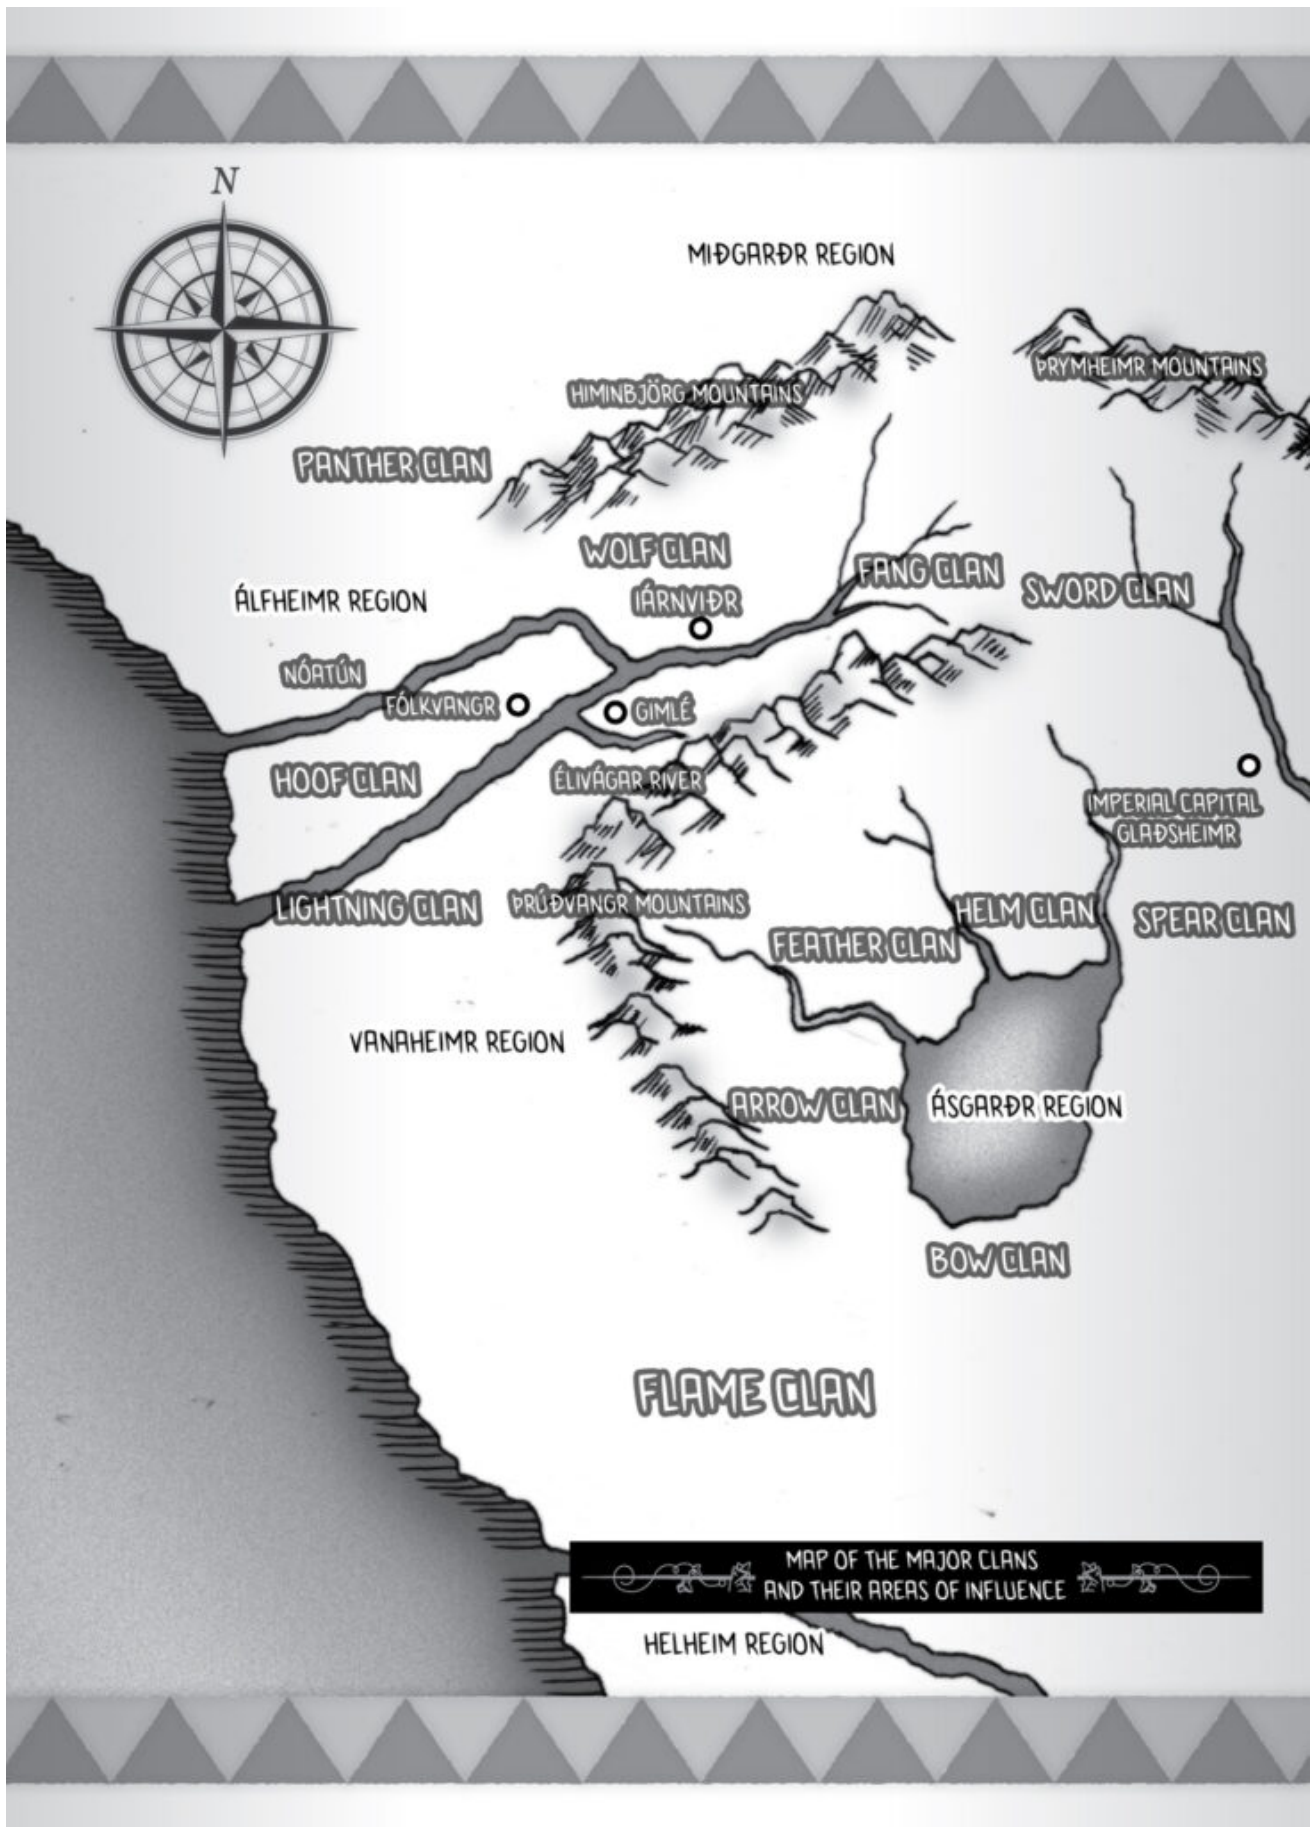 N
MIÐGARÐR REGION
ÞRYMHEIMR MOUNTAINS
HIMINBJÖRG MOUNTAINS
PANTHER CLAN
WOLF CLAN
FANG CLAN
SWORD CLAN
ÁLFHEIMR REGION
IÁRNVIÐR
NÓATÚN
FÓLKVANGR
GIMLÉ
HOOF CLAN
ÉLIVÁGAR RIVER
IMPERIAL CAPITAL
GLAÐSHEIMR
LIGHTNING CLAN
ÞRÚÐVANGR MOUNTAINS
HELM CLAN
SPEAR CLAN
FEATHER CLAN
VANAHEIMR REGION
ARROW CLAN
ÁSGARÐR REGION
BOW CLAN
FLAME CLAN
MAP OF THE MAJOR CLANS
AND THEIR AREAS OF INFLUENCE
HELHEIM REGION